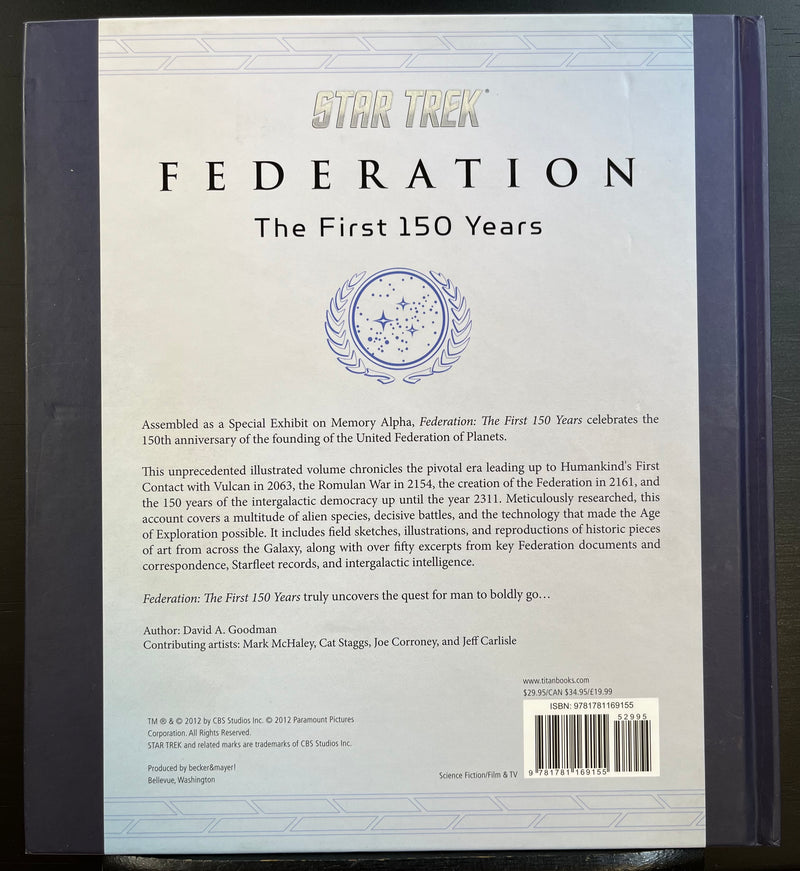 STAR TREK®
FEDERATION
The First 150 Years
Assembled as a Special Exhibit on Memory Alpha, Federation: The First 150 Years celebrates the
150th anniversary of the founding of the United Federation of Planets.
This unprecedented illustrated volume chronicles the pivotal era leading up to Humankind's First
Contact with Vulcan in 2063, the Romulan War in 2154, the creation of the Federation in 2161, and
the 150 years of the intergalactic democracy up until the year 2311. Meticulously researched, this
account covers a multitude of alien species, decisive battles, and the technology that made the Age
of Exploration possible. It includes field sketches, illustrations, and reproductions of historic pieces
of art from across the Galaxy, along with over fifty excerpts from key Federation documents and
correspondence, Starfleet records, and intergalactic intelligence.
Federation: The First 150 Years truly uncovers the quest for man to boldly go…
Author: David A. Goodman
Contributing artists: Mark McHaley, Cat Staggs, Joe Corroney, and Jeff Carlisle
www.titanbooks.com
$29.95/CAN $34.95/£19.99
ISBN: 9781781169155
52995
9 781781 169155
Science Fiction/Film & TV
TM ® & © 2012 by CBS Studios Inc. © 2012 Paramount Pictures
Corporation. All Rights Reserved.
STAR TREK and related marks are trademarks of CBS Studios Inc.
Produced by becker&mayer!
Bellevue, Washington